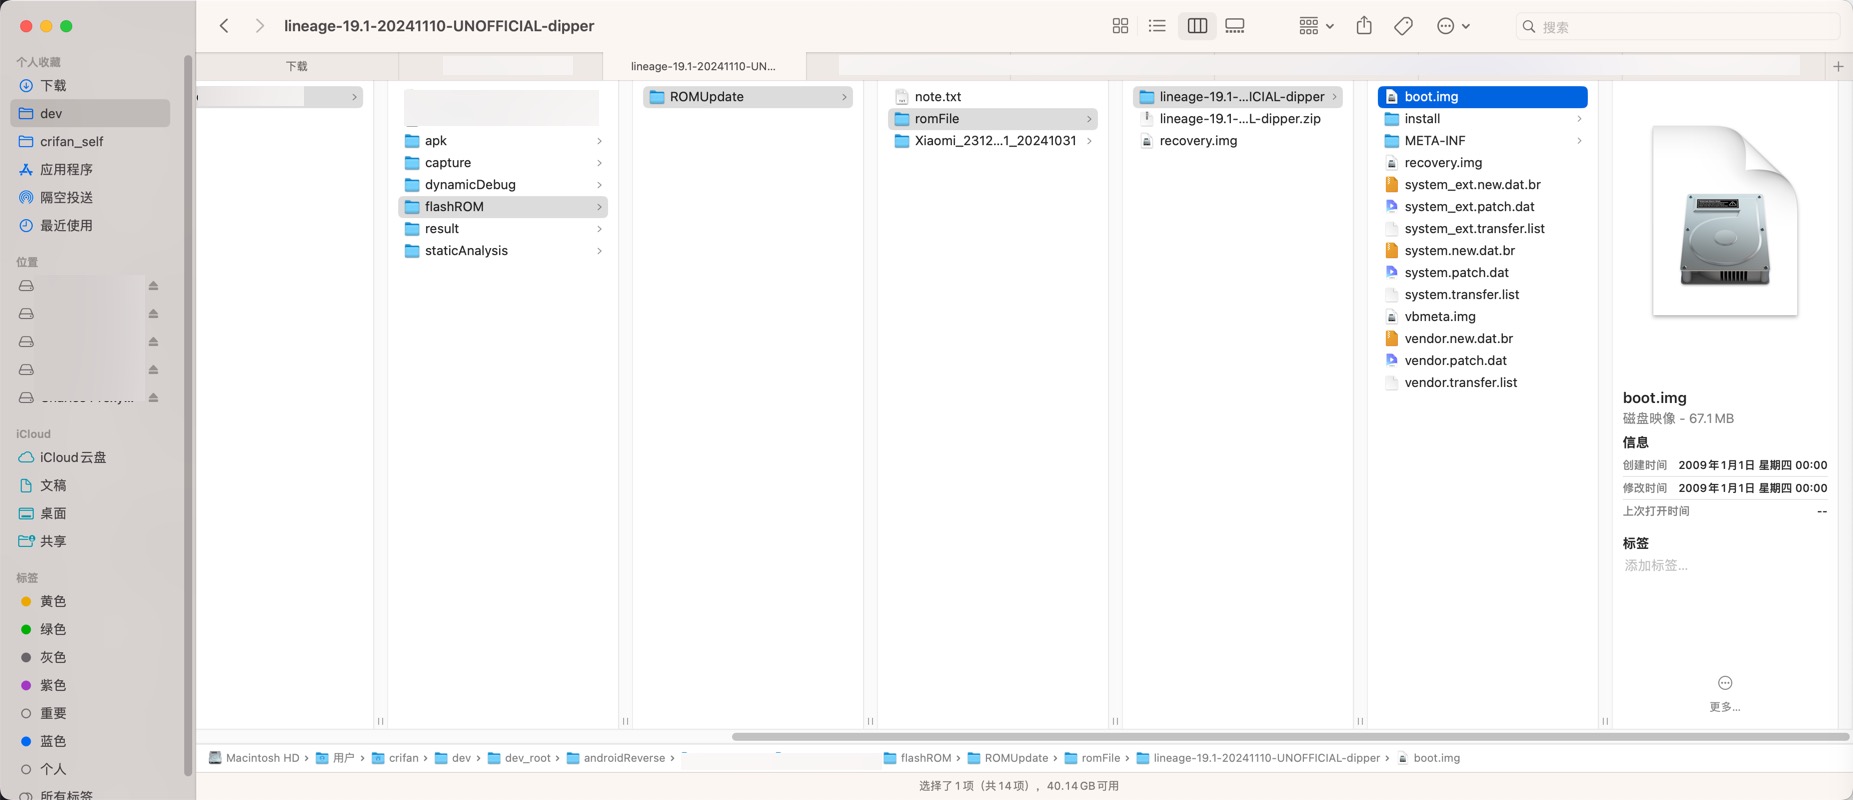 lineage-19.1-20241110-UNOFFICIAL-dipper
搜索
下载
lineage-19.1-20241110-UN...
个人收藏
下载
dev
crifan_self
应用程序
隔空投送
最近使用
位置
iCloud
iCloud云盘
文稿
桌面
共享
标签
黄色
绿色
灰色
紫色
重要
蓝色
个人
所有标签
apk
capture
dynamicDebug
flashROM
result
staticAnalysis
ROMUpdate
note.txt
romFile
Xiaomi_2312...1_20241031
lineage-19.1-...ICIAL-dipper
lineage-19.1-...L-dipper.zip
recovery.img
boot.img
install
META-INF
recovery.img
system_ext.new.dat.br
system_ext.patch.dat
system_ext.transfer.list
system.new.dat.br
system.patch.dat
system.transfer.list
vbmeta.img
vendor.new.dat.br
vendor.patch.dat
vendor.transfer.list
boot.img
磁盘映像 - 67.1 MB
信息
创建时间 2009年1月1日 星期四 00:00
修改时间 2009年1月1日 星期四 00:00
上次打开时间 --
标签
添加标签...
更多...
Macintosh HD › 用户 › crifan › dev › dev_root › androidReverse › flashROM › ROMUpdate › romFile › lineage-19.1-20241110-UNOFFICIAL-dipper › boot.img
选择了1项（共14项），40.14 GB可用